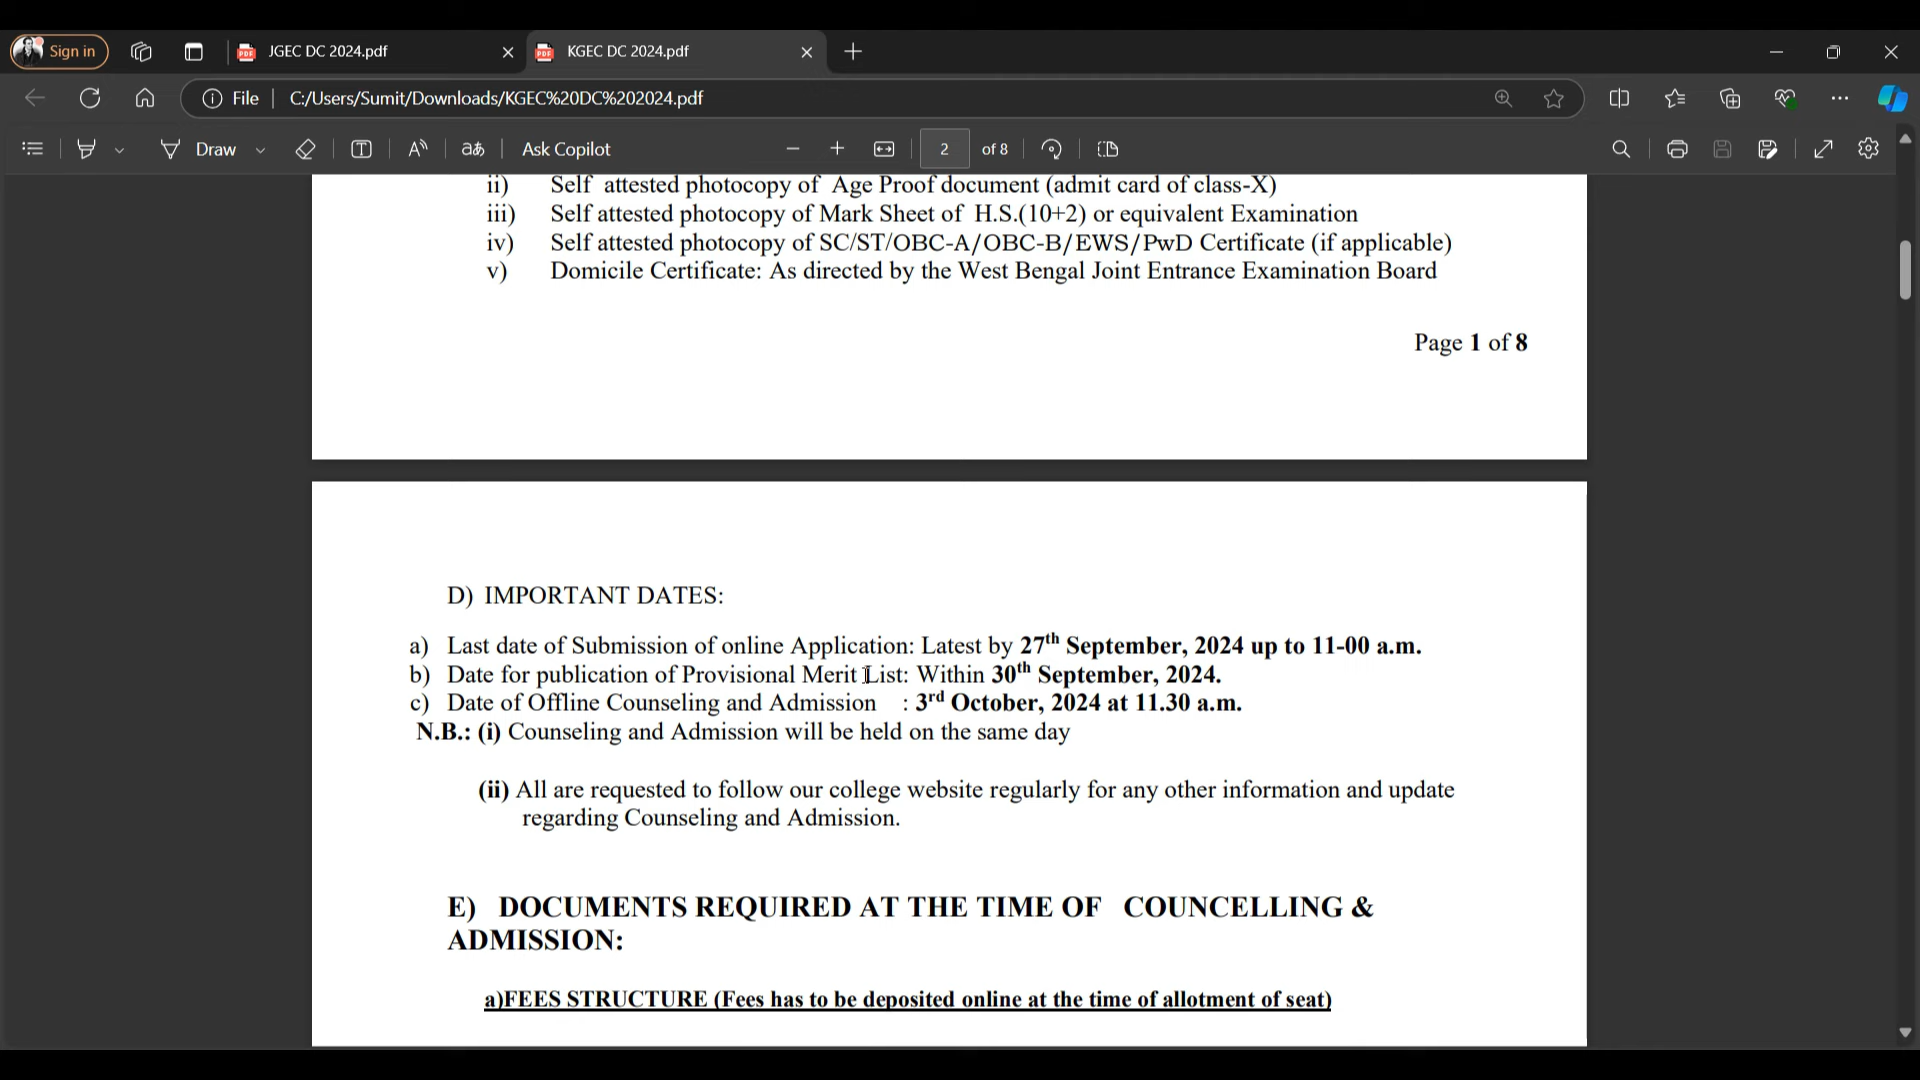 Sign in
JGEC DC 2024.pdf
KGEC DC 2024.pdf
File
C:/Users/Sumit/Downloads/KGEC%20DC%202024.pdf
Draw
Ask Copilot
2
of 8
ii) Self attested photocopy of Age Proof document (admit card of class-X)
iii) Self attested photocopy of Mark Sheet of H.S.(10+2) or equivalent Examination
iv) Self attested photocopy of SC/ST/OBC-A/OBC-B/EWS/PwD Certificate (if applicable)
v) Domicile Certificate: As directed by the West Bengal Joint Entrance Examination Board
Page 1 of 8
D) IMPORTANT DATES:
a) Last date of Submission of online Application: Latest by 27th September, 2024 up to 11-00 a.m.
b) Date for publication of Provisional Merit List: Within 30th September, 2024.
c) Date of Offline Counseling and Admission : 3rd October, 2024 at 11.30 a.m.
N.B.: (i) Counseling and Admission will be held on the same day
(ii) All are requested to follow our college website regularly for any other information and update
regarding Counseling and Admission.
E) DOCUMENTS REQUIRED AT THE TIME OF COUNCELLING &
ADMISSION:
a)FEES STRUCTURE (Fees has to be deposited online at the time of allotment of seat)